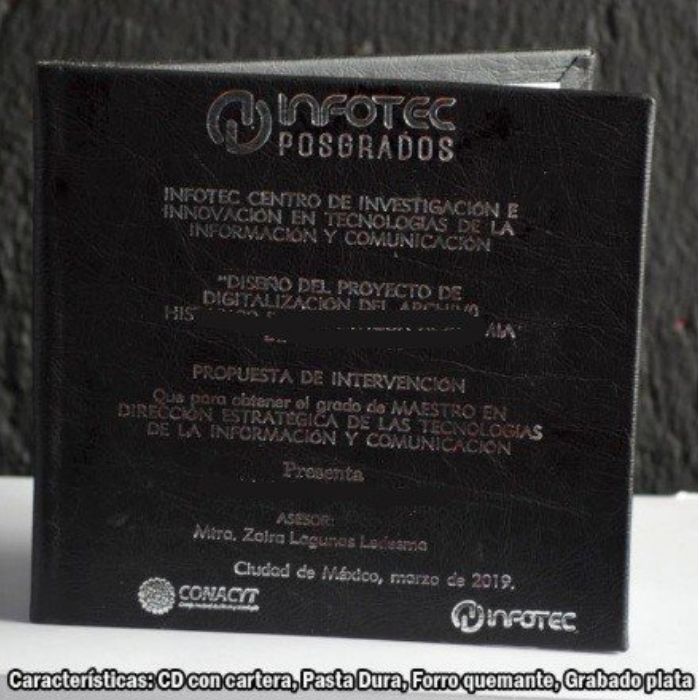 INFOTEC
POSGRADOS
INFOTEC CENTRO DE INVESTIGACIÓN E
INNOVACIÓN EN TECNOLOGÍAS DE LA
INFORMACIÓN Y COMUNICACIÓN
"DISEÑO DEL PROYECTO DE
DIGITALIZACIÓN DEL ARCHIVO
PROPUESTA DE INTERVENCIÓN
Que para obtener el grado de MAESTRO EN
DIRECCIÓN ESTRATÉGICA DE LAS TECNOLOGÍAS
DE LA INFORMACIÓN Y COMUNICACIÓN
Presenta
ASESOR:
Mtra. Zaira Lagunas Ledesma
Ciudad de México, marzo de 2019.
CONACYT
INFOTEC
Características: CD con cartera, Pasta Dura, Forro quemante, Grabado plata